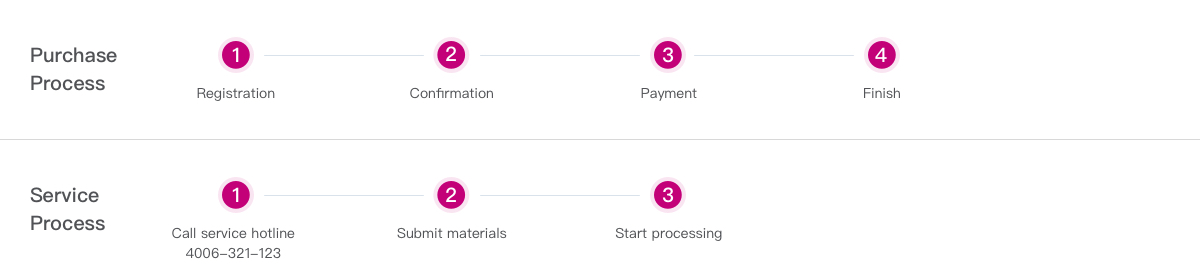 Purchase
Process
1
2
3
4
Registration
Confirmation
Payment
Finish
Service
Process
1
2
3
Call service hotline
4006–321–123
Submit materials
Start processing